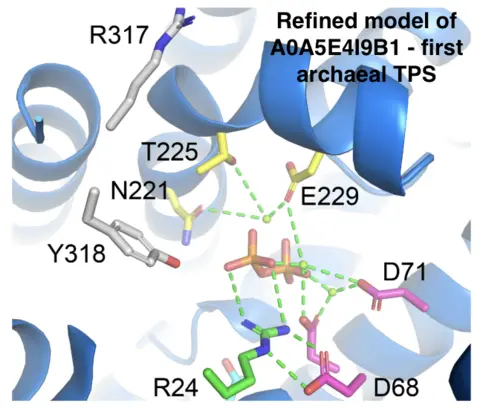 Refined model of
A0A5E4I9B1 - first
archaeal TPS
R317
T225
N221
E229
Y318
D71
R24
D68